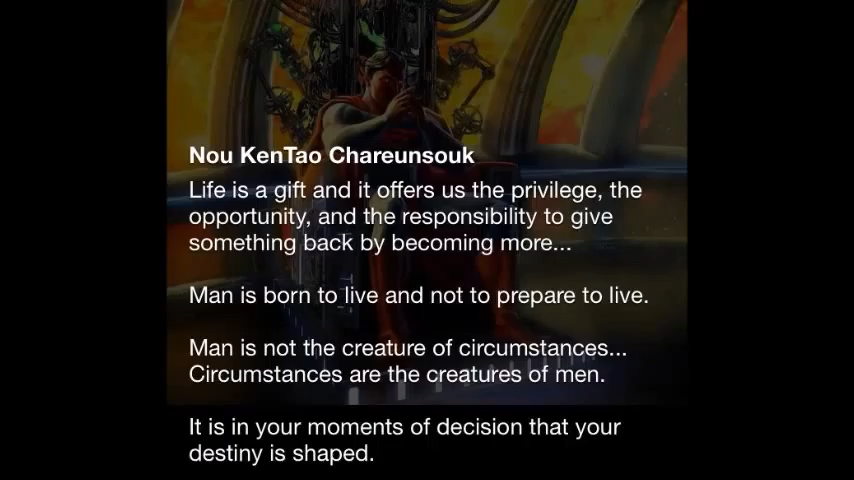 Nou KenTao Chareunsouk
Life is a gift and it offers us the privilege, the
opportunity, and the responsibility to give
something back by becoming more...
Man is born to live and not to prepare to live.
Man is not the creature of circumstances...
Circumstances are the creatures of men.
It is in your moments of decision that your
destiny is shaped.